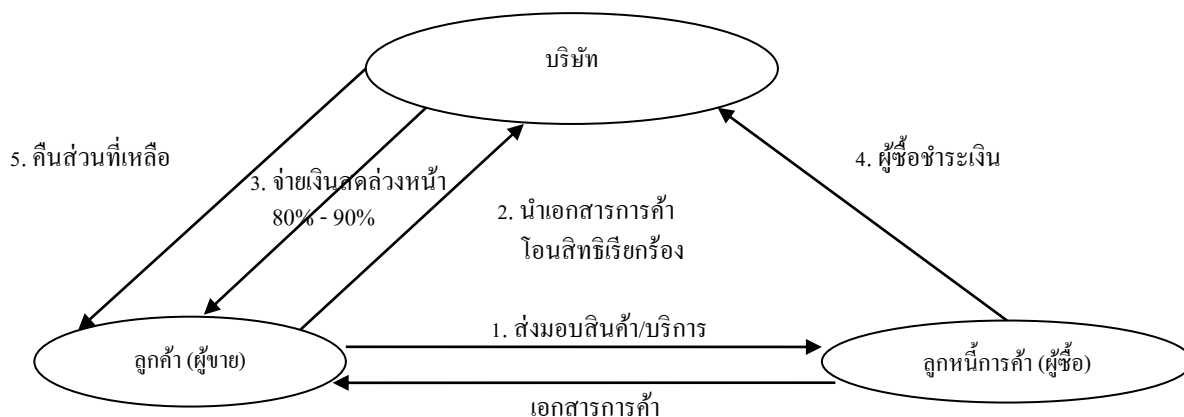 บริษัท
5. คืนส่วนที่เหลือ
4. ผู้ซื้อชำระเงิน
3. จ่ายเงินสดล่วงหน้า
80% - 90%
2. นำเอกสารการค้า
โอนสิทธิเรียกร้อง
1. ส่งมอบสินค้า/บริการ
ลูกค้า (ผู้ขาย)
ลูกหนี้การค้า (ผู้ซื้อ)
เอกสารการค้า